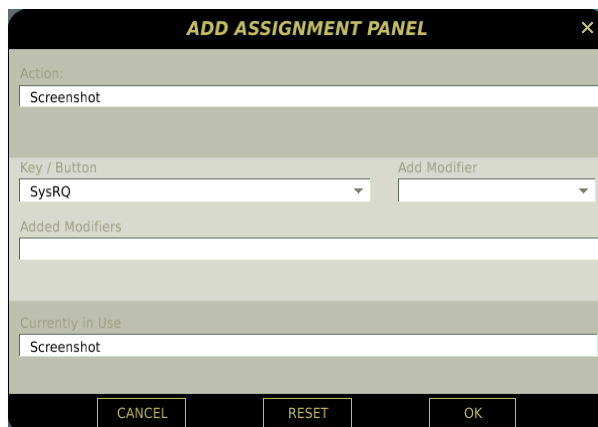 ADD ASSIGNMENT PANEL
Action:
Screenshot
Key / Button
Add Modifier
SysRQ
Added Modifiers
Currently in Use
Screenshot
CANCEL
RESET
OK